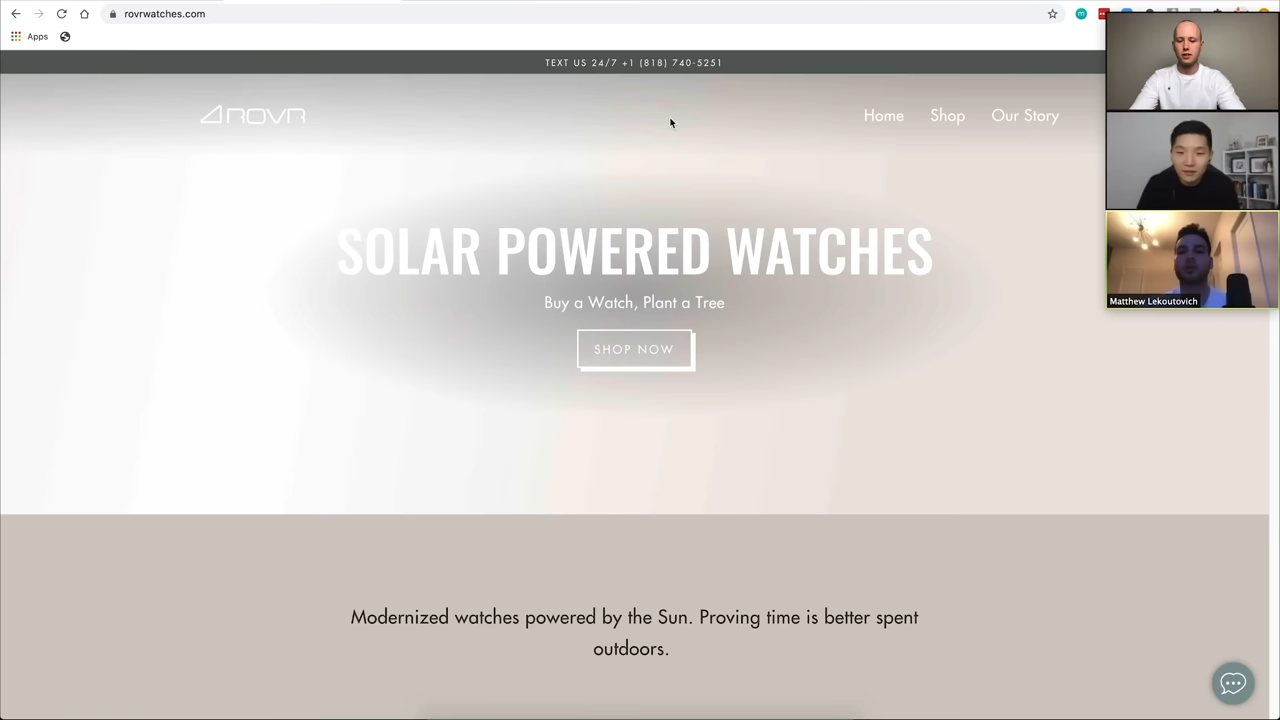 rovrwatches.com
Apps
TEXT US 24/7 +1 (818) 740-5251
ROVR
Home
Shop
Our Story
SOLAR POWERED WATCHES
Buy a Watch, Plant a Tree
SHOP NOW
Modernized watches powered by the Sun. Proving time is better spent
outdoors.
Matthew Lekoutovich